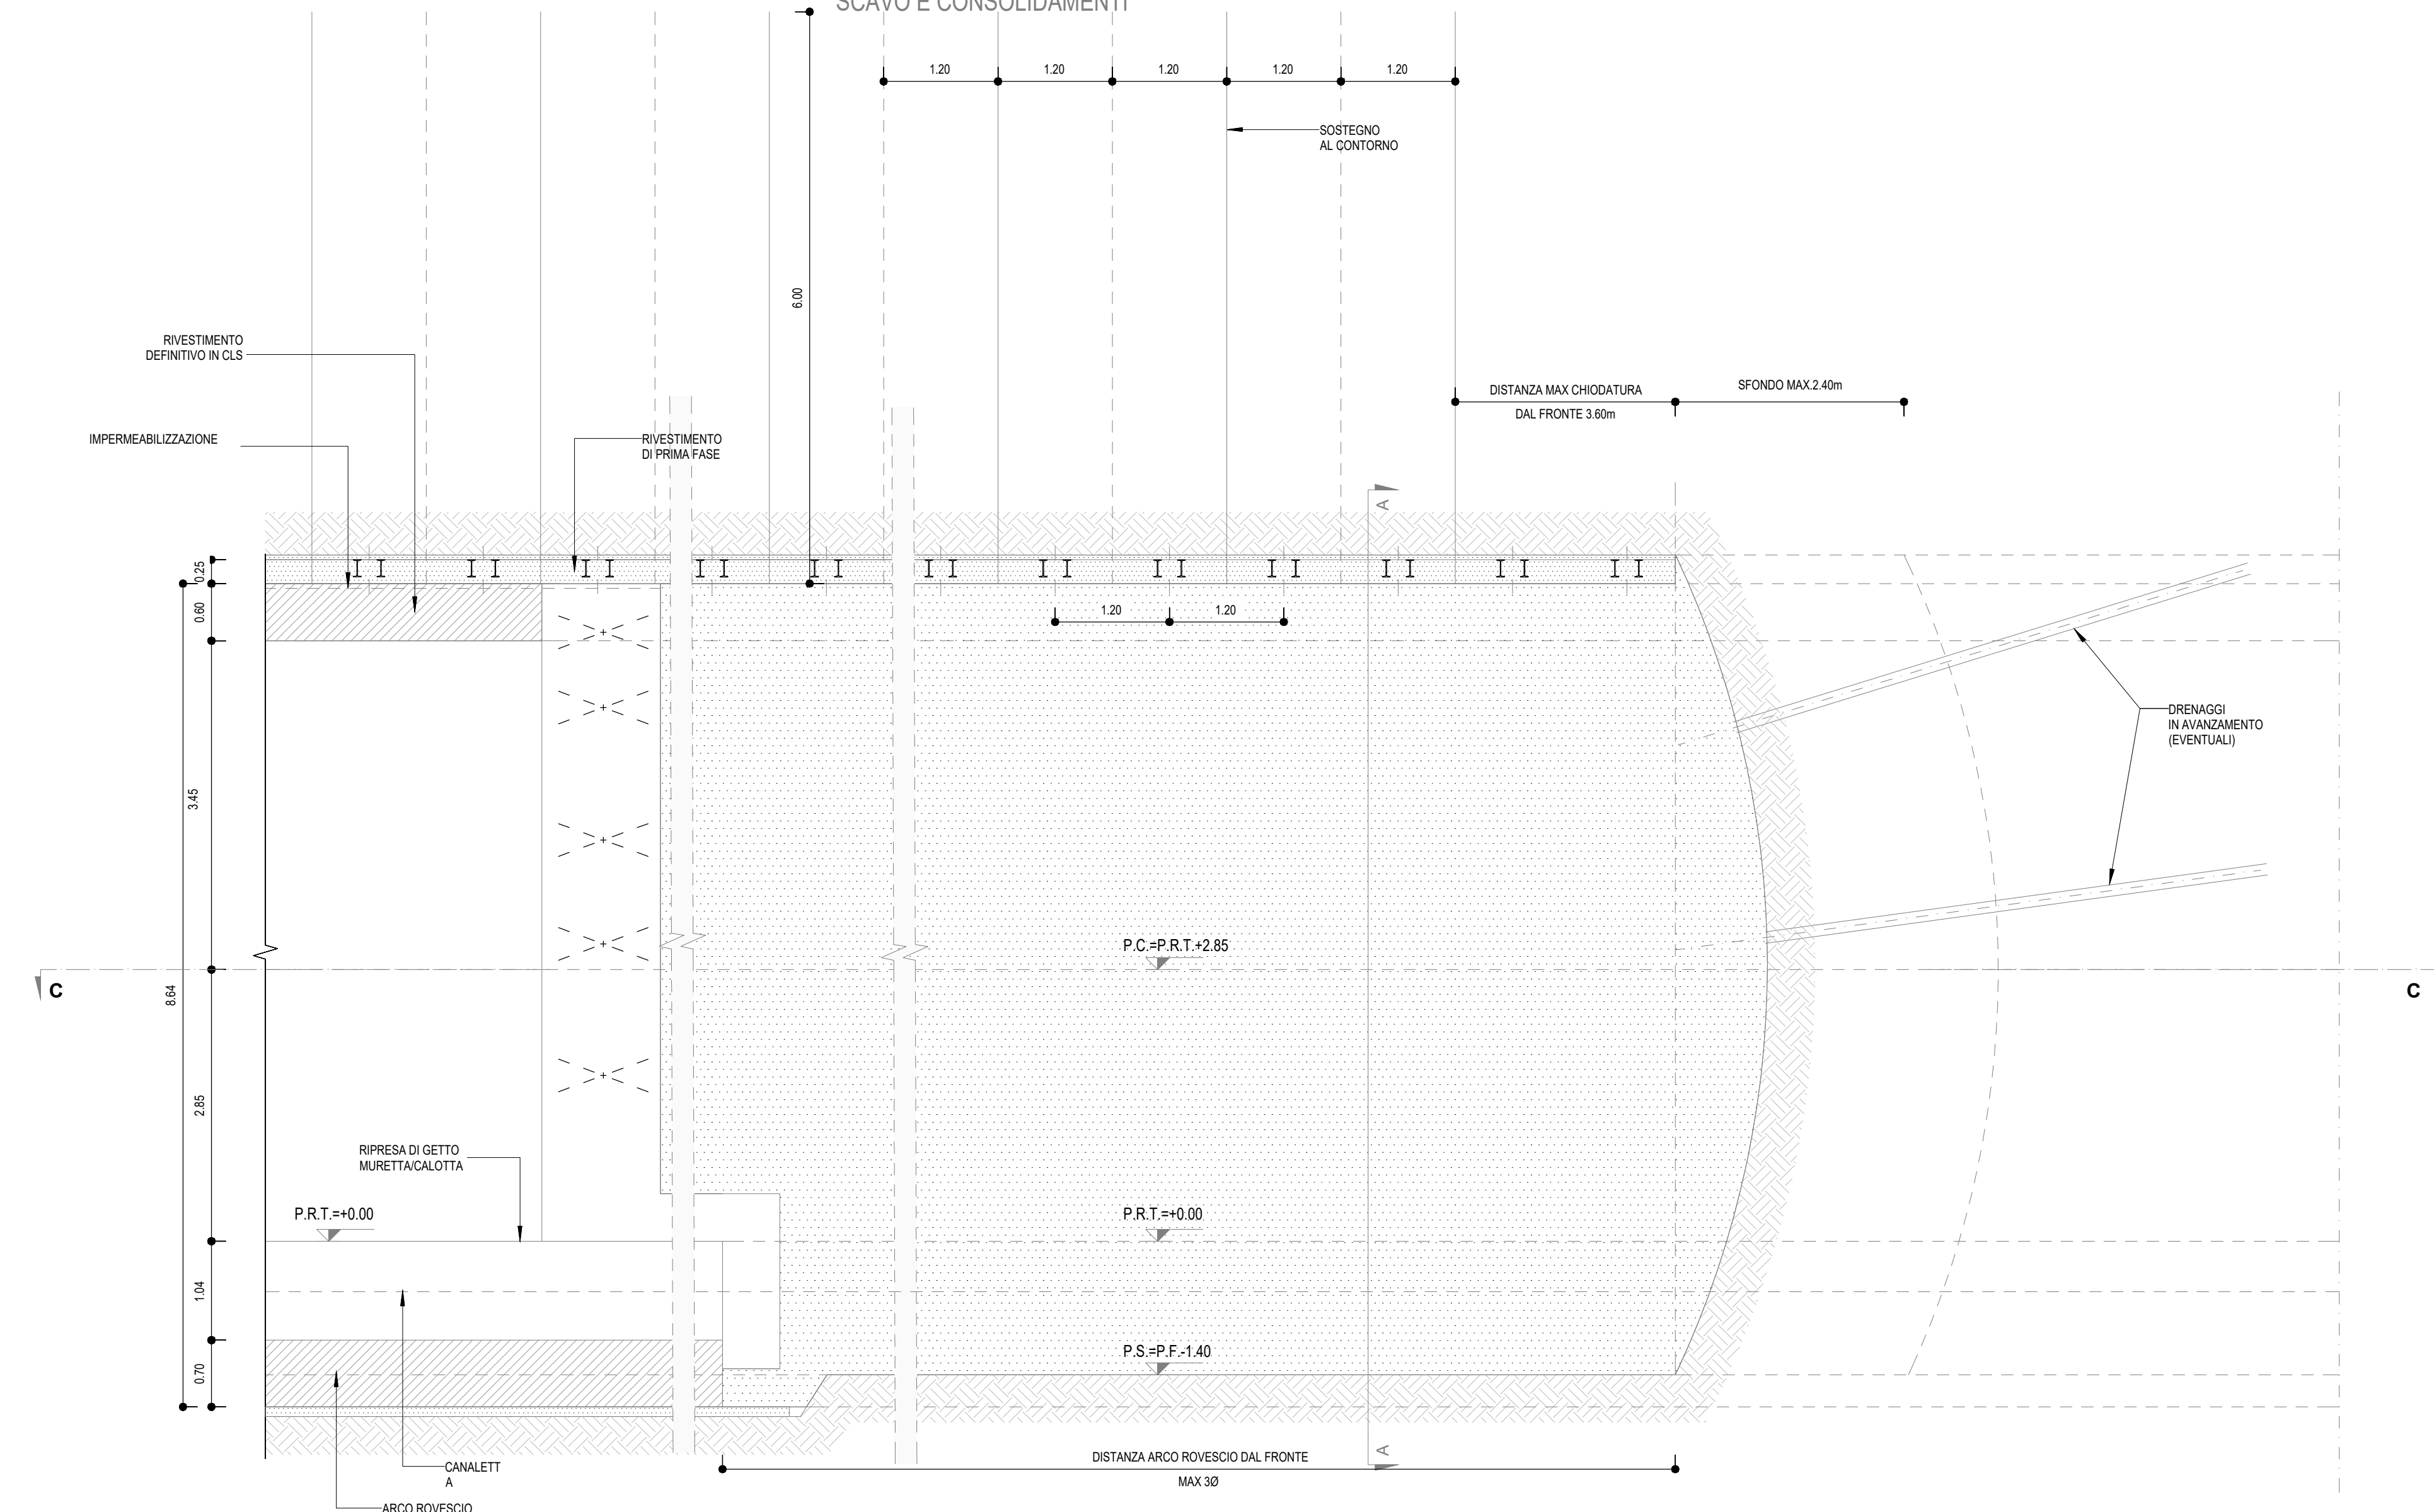 SCAVO E CONSOLIDAMENTI
1.20
1.20
1.20
1.20
1.20
SOSTEGNO
AL CONTORNO
6.00
RIVESTIMENTO
DEFINITIVO IN CLS
DISTANZA MAX CHIODATURA
DAL FRONTE 3.60m
SFONDO MAX.2.40m
IMPERMEABILIZZAZIONE
RIVESTIMENTO
DI PRIMA FASE
A
0.25
0.60
1.20
1.20
DRENAGGI
IN AVANZAMENTO
(EVENTUALI)
3.45
P.C.=P.R.T.+2.85
C
8.64
C
2.85
RIPRESA DI GETTO
MURETTA/CALOTTA
P.R.T.=+0.00
P.R.T.=+0.00
1.04
P.S.=P.F.-1.40
0.70
A
DISTANZA ARCO ROVESCIO DAL FRONTE
MAX 3Ø
CANALETT
A
ARCO ROVESCIO